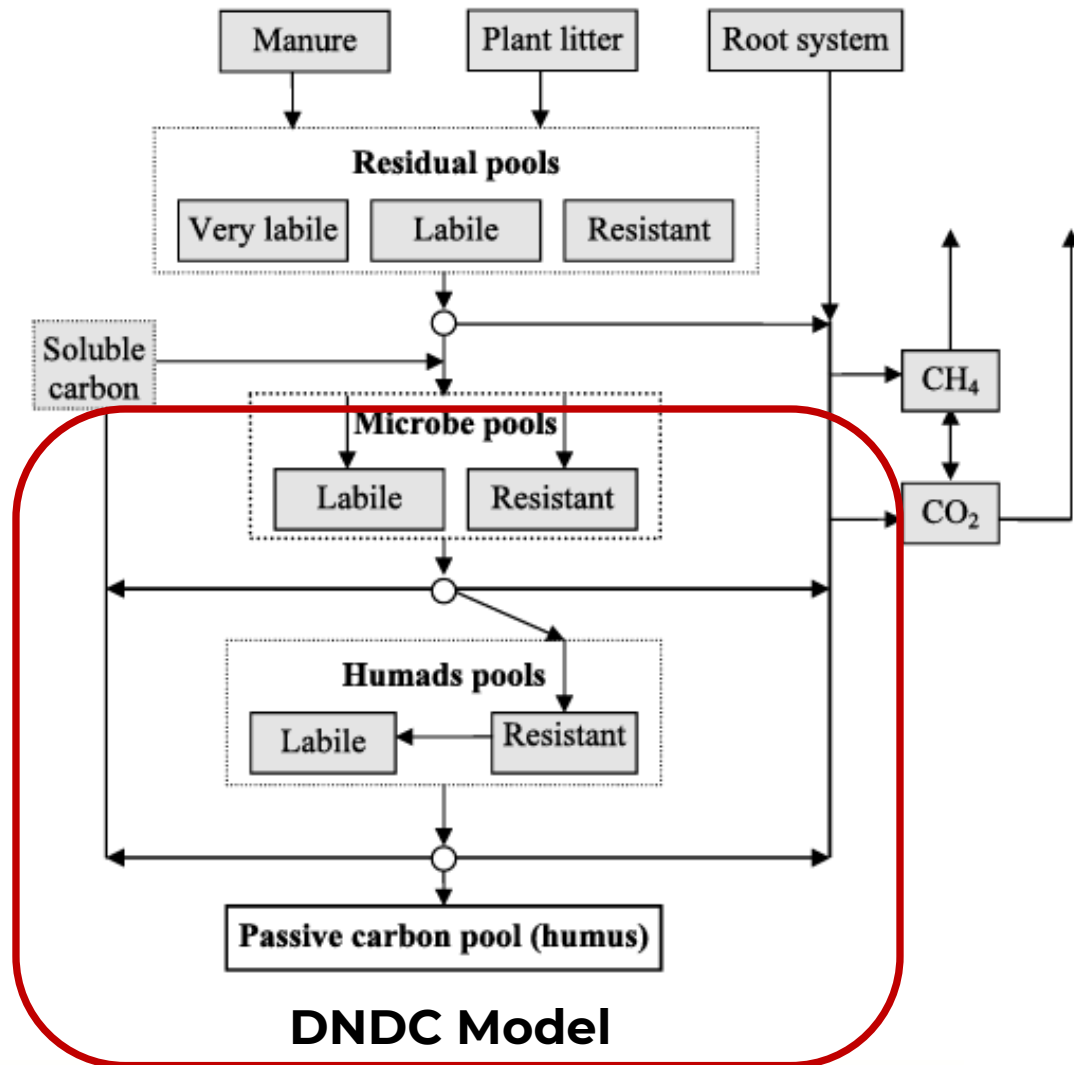 Manure
Plant litter
Root system
Residual pools
Very labile
Labile
Resistant
Soluble
carbon
CH₄
Microbe pools
Labile
Resistant
CO₂
Humads pools
Labile
Resistant
Passive carbon pool (humus)
DNDC Model